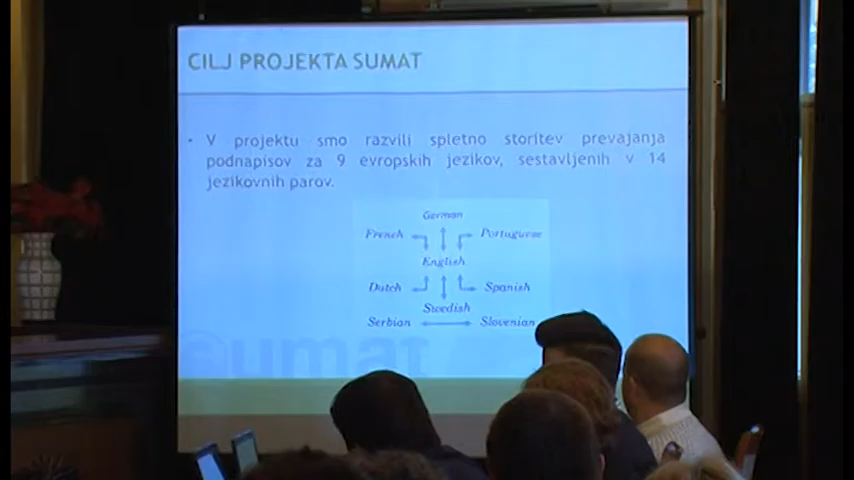 CILJ PROJEKTA SUMAT
• V projektu smo razvili spletno storitev prevajanja
podnapisov za 9 evropskih jezikov, sestavljenih v 14
jezikovnih parov.
German
French Portuguese
English
Dutch Spanish
Swedish
Serbian Slovenian
sumat